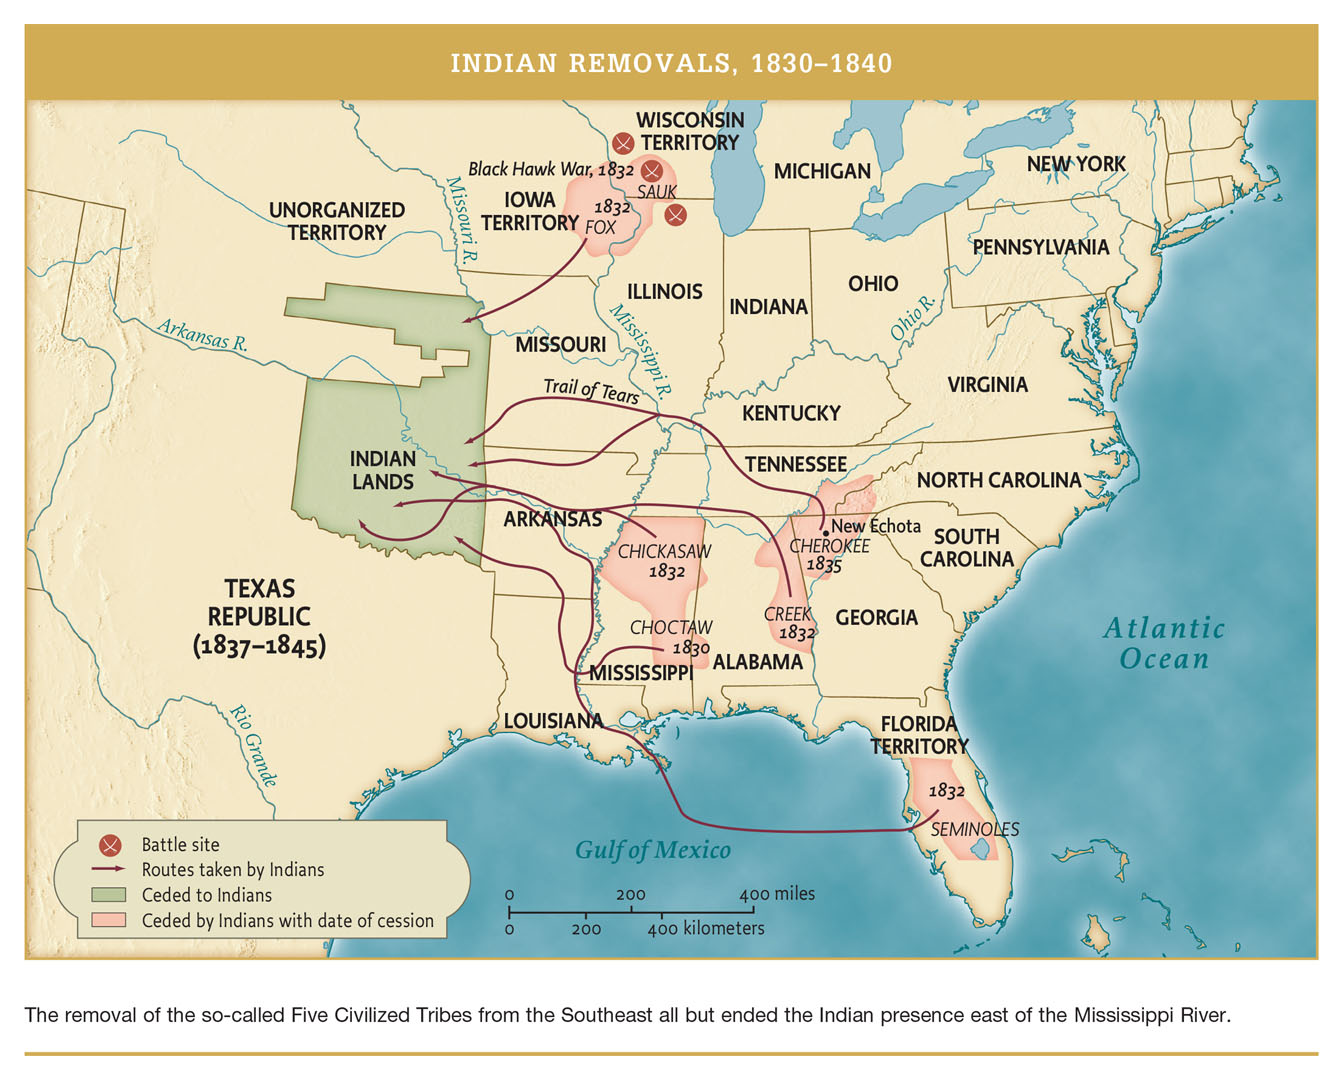 INDIAN REMOVALS, 1830–1840
WISCONSIN
TERRITORY
MICHIGAN
NEW YORK
Black Hawk War, 1832
SAUK
IOWA
TERRITORY
1832
FOX
UNORGANIZED
TERRITORY
Missouri R.
PENNSYLVANIA
ILLINOIS
INDIANA
OHIO
Ohio R.
Mississippi R.
Arkansas R.
MISSOURI
Trail of Tears
KENTUCKY
VIRGINIA
INDIAN
LANDS
TENNESSEE
NORTH CAROLINA
ARKANSAS
New Echota
CHEROKEE
1835
SOUTH
CAROLINA
CHICKASAW
1832
TEXAS
REPUBLIC
(1837–1845)
CREEK
1832
GEORGIA
CHOCTAW
1830
MISSISSIPPI
ALABAMA
Atlantic
Ocean
LOUISIANA
FLORIDA
TERRITORY
Rio Grande
1832
SEMINOLES
Gulf of Mexico
Battle site
Routes taken by Indians
Ceded to Indians
Ceded by Indians with date of cession
0 200 400 miles
0 200 400 kilometers
The removal of the so-called Five Civilized Tribes from the Southeast all but ended the Indian presence east of the Mississippi River.